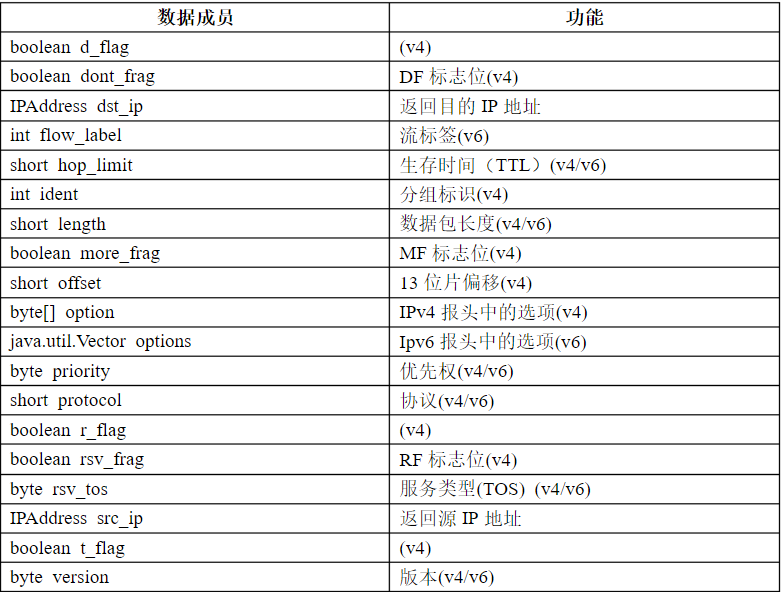 数据成员 功能
boolean d_flag (v4)
boolean dont_frag DF 标志位(v4)
IPAddress dst_ip 返回目的 IP 地址
int flow_label 流标签(v6)
short hop_limit 生存时间（TTL）(v4/v6)
int ident 分组标识(v4)
short length 数据包长度(v4/v6)
boolean more_frag MF 标志位(v4)
short offset 13 位片偏移(v4)
byte[] option IPv4 报头中的选项(v4)
java.util.Vector options Ipv6 报头中的选项(v6)
byte priority 优先权(v4/v6)
short protocol 协议(v4/v6)
boolean r_flag (v4)
boolean rsv_frag RF 标志位(v4)
byte rsv_tos 服务类型(TOS) (v4/v6)
IPAddress src_ip 返回源 IP 地址
boolean t_flag (v4)
byte version 版本(v4/v6)